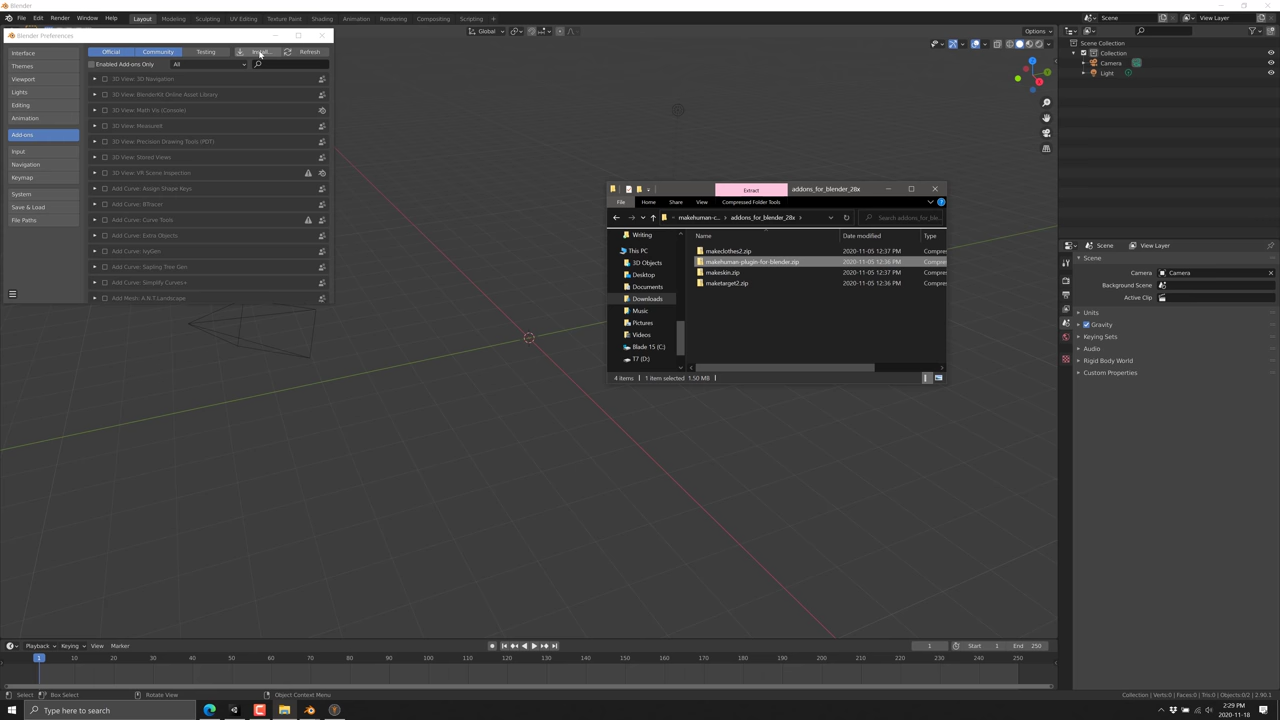 Blender
File Edit Render Window Help Layout Modeling Sculpting UV Editing Texture Paint Shading Animation Rendering Compositing Scripting + Scene View Layer
Blender Preferences
Global Options
Interface
Themes
Viewport
Lights
Editing
Animation
Add-ons
Input
Navigation
Keymap
System
Save & Load
File Paths
Official Community Testing Install... Refresh
Enabled Add-ons Only All
3D View: 3D Navigation
3D View: BlenderKit Online Asset Library
3D View: Math Vis (Console)
3D View: MeasureIt
3D View: Precision Drawing Tools (PDT)
3D View: Stored Views
3D View: VR Scene Inspection
Add Curve: Assign Shape Keys
Add Curve: BTracer
Add Curve: Curve Tools
Add Curve: Extra Objects
Add Curve: IvyGen
Add Curve: Sapling Tree Gen
Add Curve: Simplify Curves+
Add Mesh: A.N.T.Landscape
Extract addons_for_blender_28x
File Home Share View Compressed Folder Tools
« makehuman-c... › addons_for_blender_28x › Search addons_for_ble...
Writing
This PC
3D Objects
Desktop
Documents
Downloads
Music
Pictures
Videos
Blade 15 (C:)
T7 (D:)
Name Date modified Type
makeclothes2.zip 2020-11-05 12:37 PM Compres
makehuman-plugin-for-blender.zip 2020-11-05 12:36 PM Compres
makeskin.zip 2020-11-05 12:37 PM Compres
maketarget2.zip 2020-11-05 12:36 PM Compres
4 items 1 item selected 1.50 MB
Scene Collection
Collection
Camera
Light
Scene View Layer
Scene
Camera Camera
Background Scene
Active Clip
Units
Gravity
Keying Sets
Audio
Rigid Body World
Custom Properties
Playback Keying View Marker 1 Start 1 End 250
1 10 20 30 40 50 60 70 80 90 100 110 120 130 140 150 160 170 180 190 200 210 220 230 240 250
Select Box Select Rotate View Object Context Menu Collection | Verts:0 | Faces:0 | Tris:0 | Objects:0/2 | 2.90.1
Type here to search
2:29 PM
2020-11-18